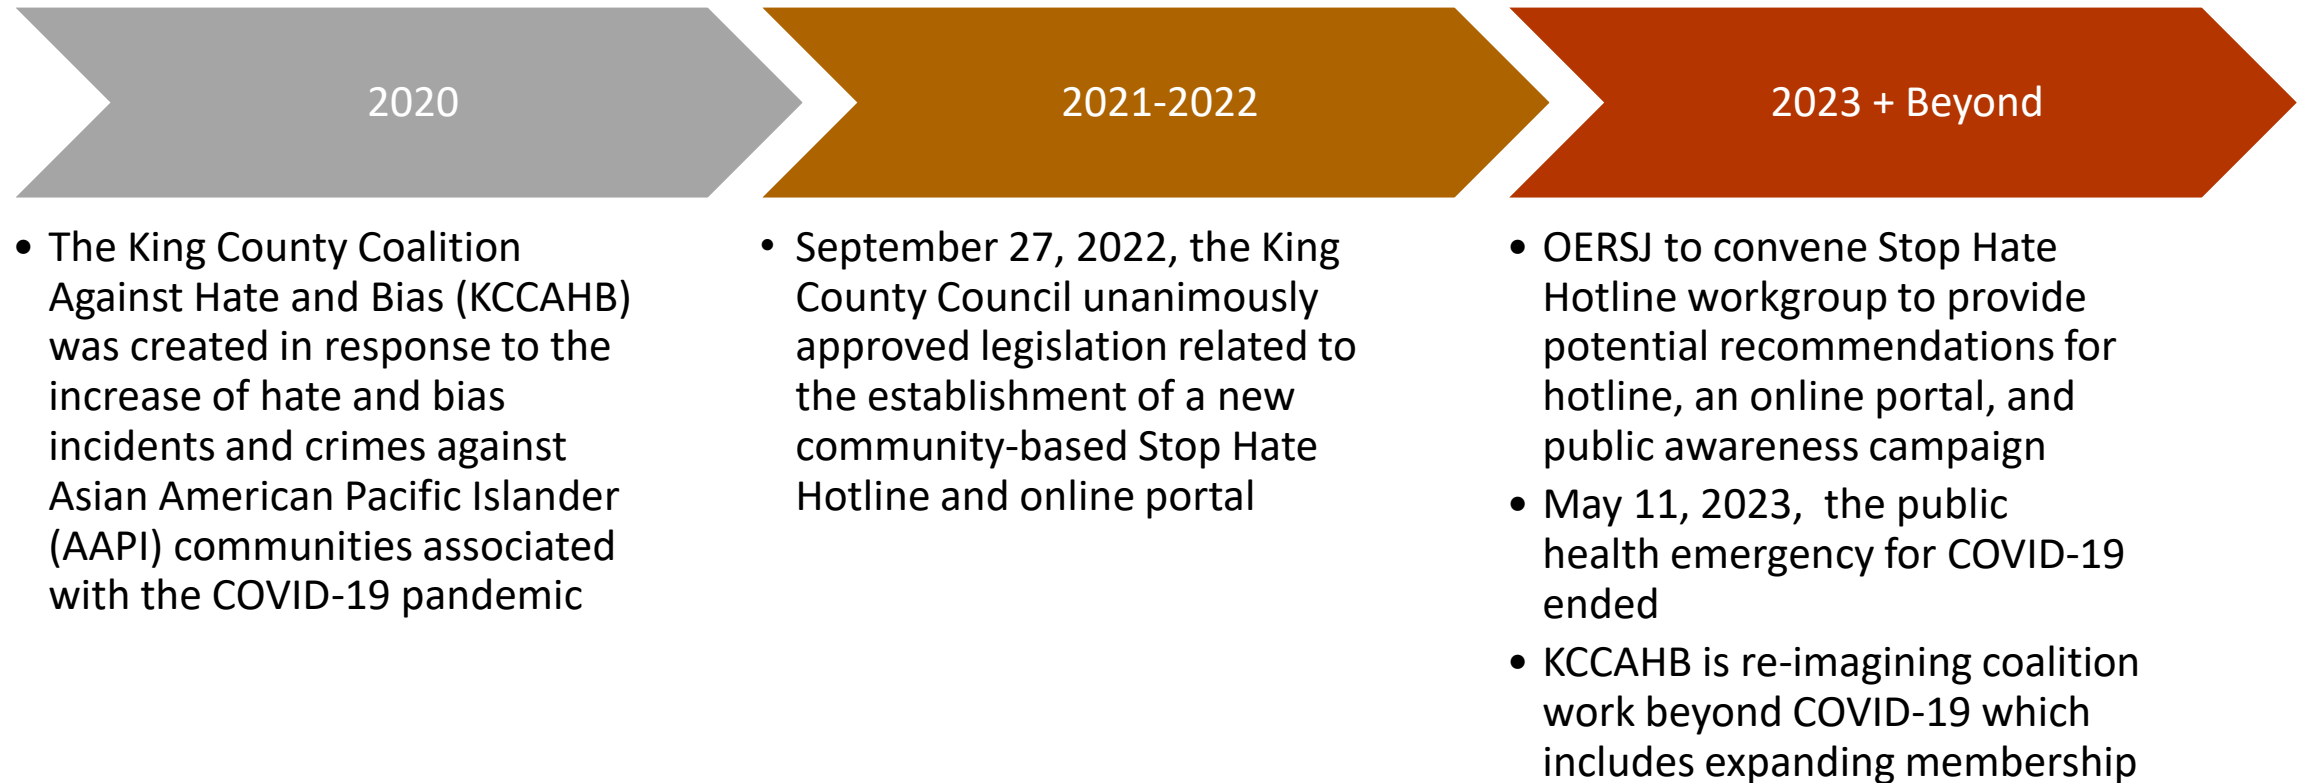 2020
• The King County Coalition
Against Hate and Bias (KCCAHB)
was created in response to the
increase of hate and bias
incidents and crimes against
Asian American Pacific Islander
(AAPI) communities associated
with the COVID-19 pandemic
2021-2022
• September 27, 2022, the King
County Council unanimously
approved legislation related to
the establishment of a new
community-based Stop Hate
Hotline and online portal
2023 + Beyond
• OERSJ to convene Stop Hate
Hotline workgroup to provide
potential recommendations for
hotline, an online portal, and
public awareness campaign
• May 11, 2023,  the public
health emergency for COVID-19
ended
• KCCAHB is re-imagining coalition
work beyond COVID-19 which
includes expanding membership